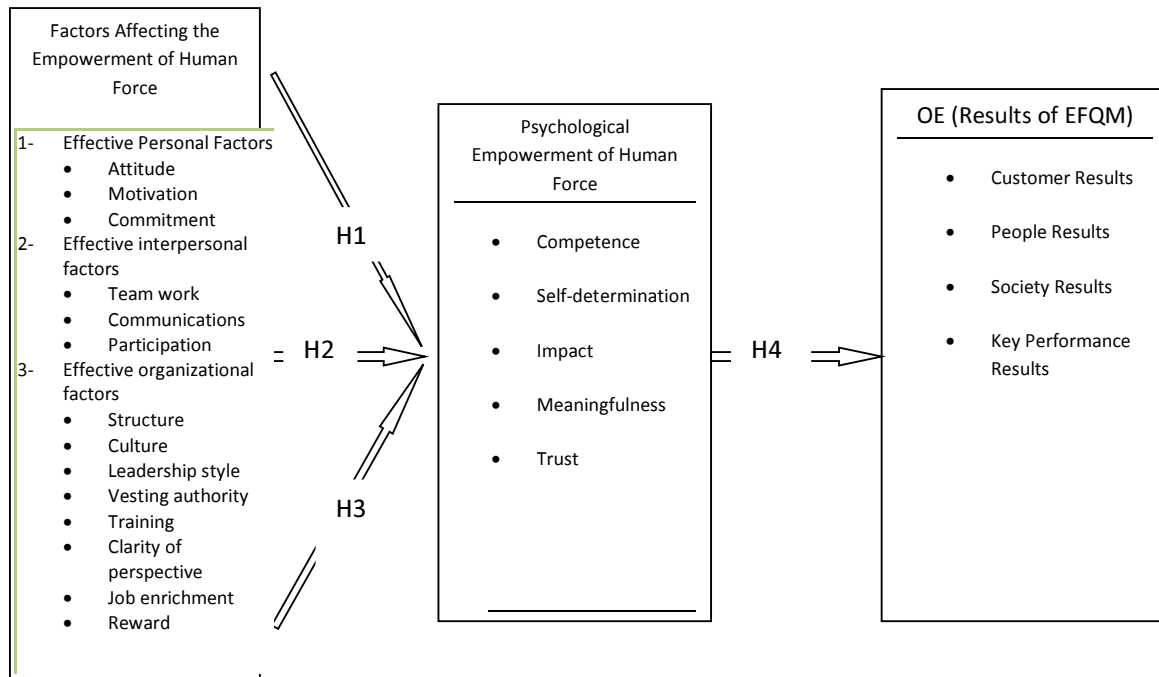 Factors Affecting the
Empowerment of Human
Force
1- Effective Personal Factors
• Attitude
• Motivation
• Commitment
2- Effective interpersonal
factors
• Team work
• Communications
• Participation
3- Effective organizational
factors
• Structure
• Culture
• Leadership style
• Vesting authority
• Training
• Clarity of
perspective
• Job enrichment
• Reward
H1
H2
H3
Psychological
Empowerment of Human
Force
• Competence
• Self-determination
• Impact
• Meaningfulness
• Trust
H4
OE (Results of EFQM)
• Customer Results
• People Results
• Society Results
• Key Performance
Results